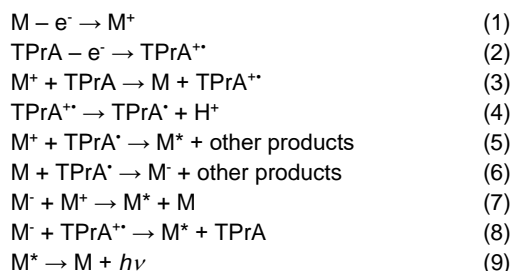 M – e⁻ → M⁺ (1)
TPrA – e⁻ → TPrA⁺• (2)
M⁺ + TPrA → M + TPrA⁺• (3)
TPrA⁺• → TPrA• + H⁺ (4)
M⁺ + TPrA• → M* + other products (5)
M + TPrA• → M⁻ + other products (6)
M⁻ + M⁺ → M* + M (7)
M⁻ + TPrA⁺• → M* + TPrA (8)
M* → M + hν (9)